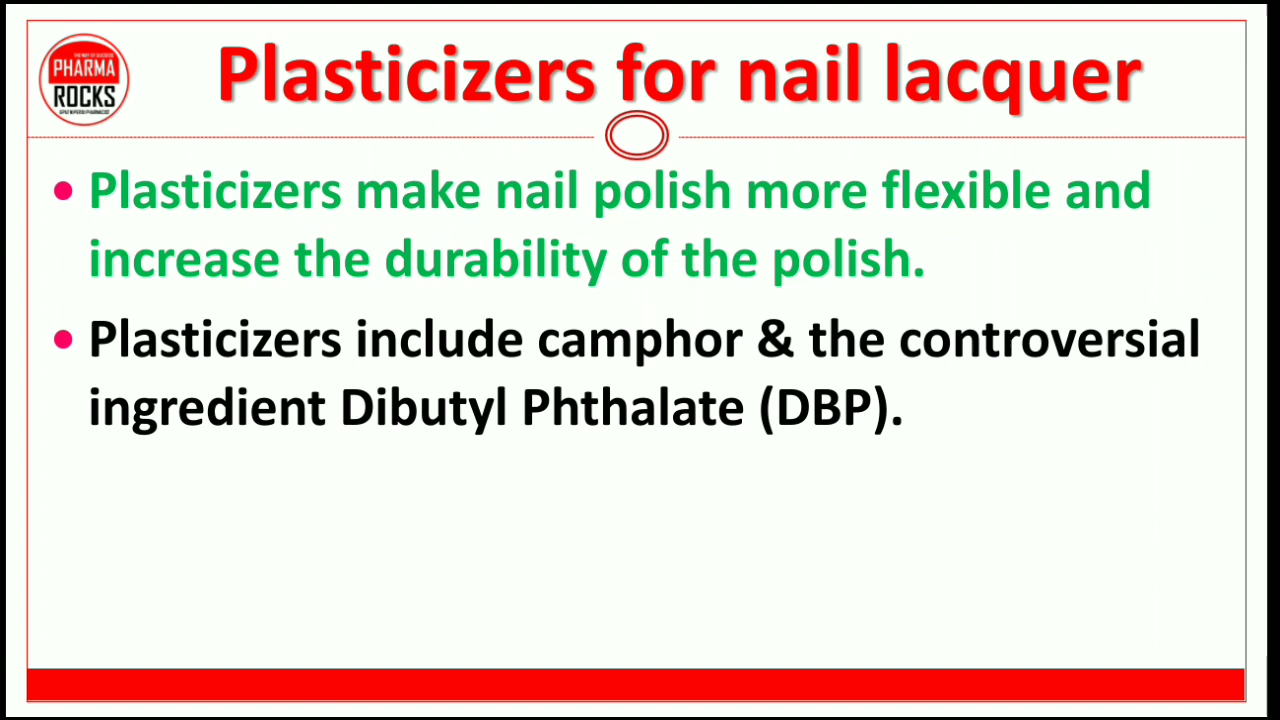 PHARMA
ROCKS
Plasticizers for nail lacquer
• Plasticizers make nail polish more flexible and
increase the durability of the polish.
• Plasticizers include camphor & the controversial
ingredient Dibutyl Phthalate (DBP).